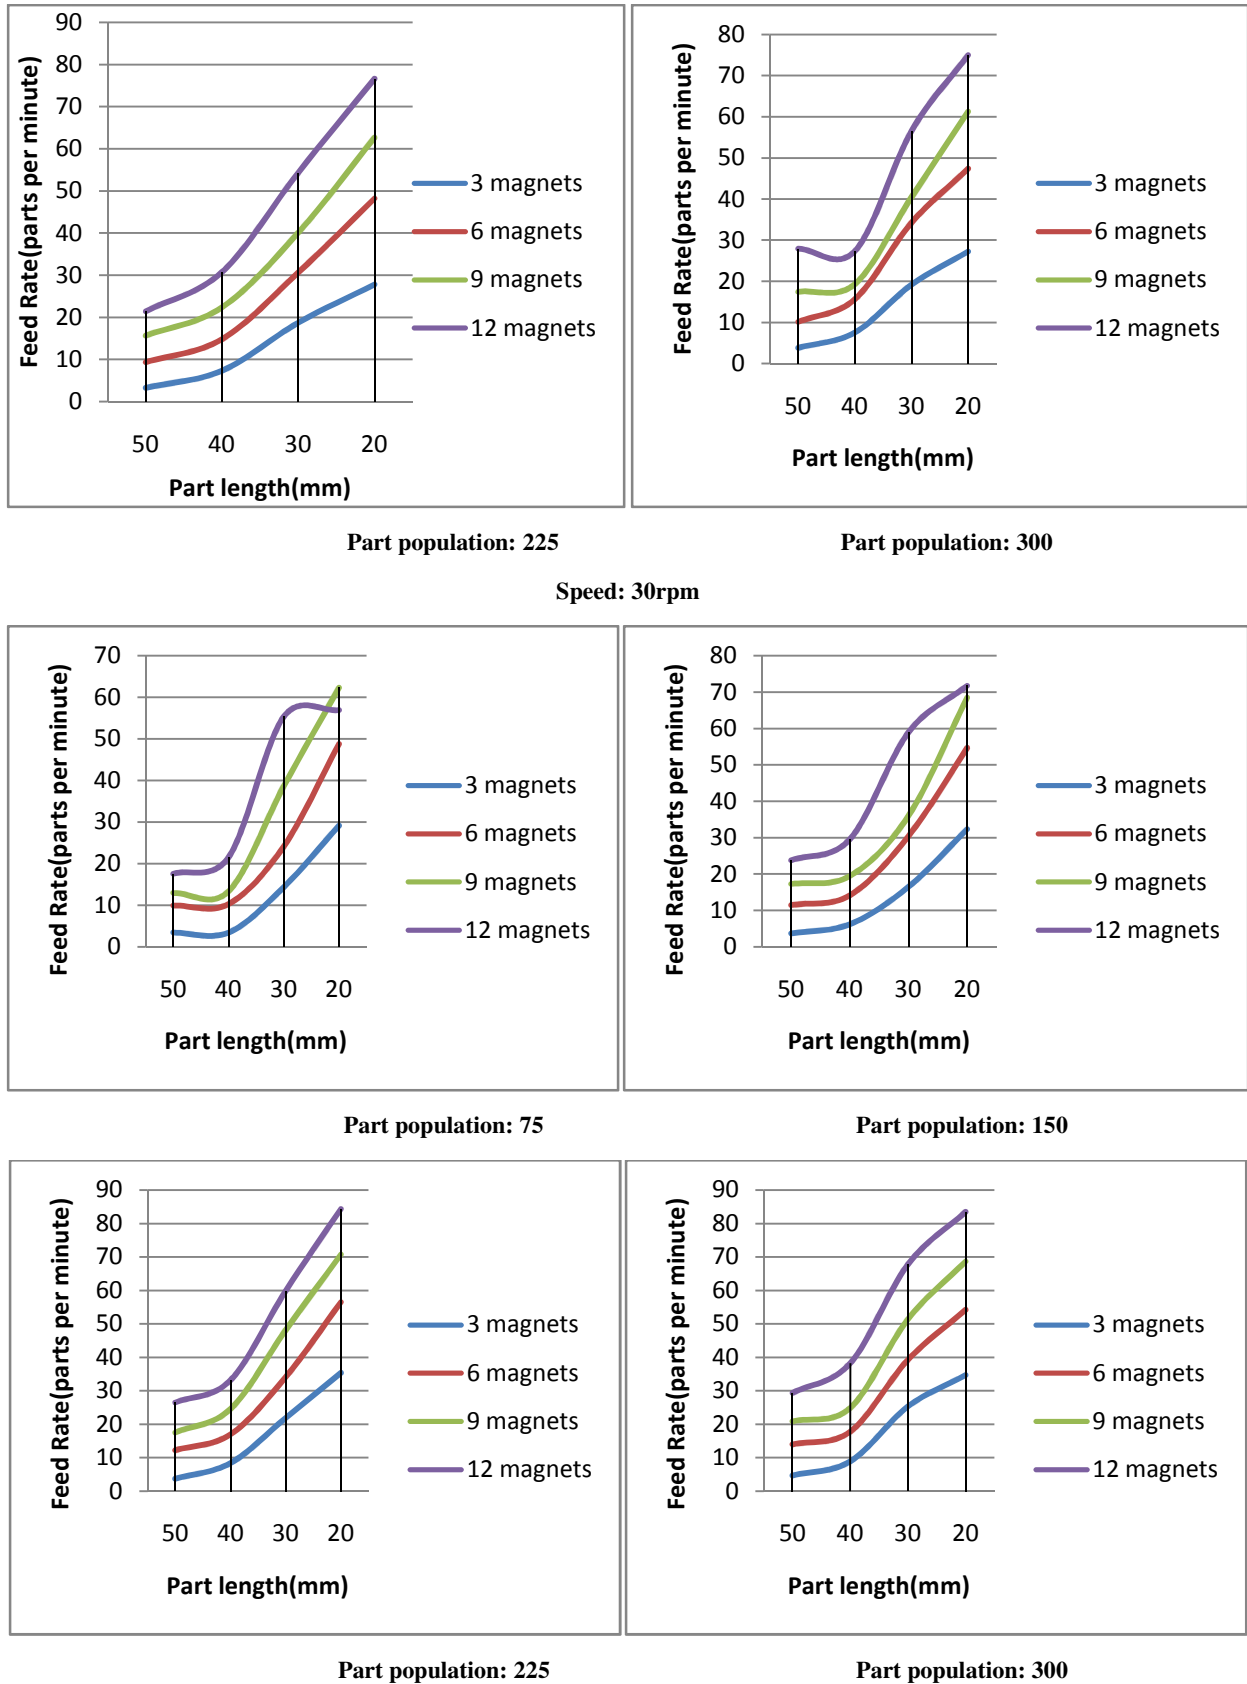 90
80
70
60
50
40
30
20
10
0
Feed Rate(parts per minute)
50 40 30 20
Part length(mm)
3 magnets
6 magnets
9 magnets
12 magnets
80
70
60
50
40
30
20
10
0
Feed Rate(parts per minute)
50 40 30 20
Part length(mm)
3 magnets
6 magnets
9 magnets
12 magnets
Part population: 225
Part population: 300
Speed: 30rpm
70
60
50
40
30
20
10
0
Feed Rate(parts per minute)
50 40 30 20
Part length(mm)
3 magnets
6 magnets
9 magnets
12 magnets
80
70
60
50
40
30
20
10
0
Feed Rate(parts per minute)
50 40 30 20
Part length(mm)
3 magnets
6 magnets
9 magnets
12 magnets
Part population: 75
Part population: 150
90
80
70
60
50
40
30
20
10
0
Feed Rate(parts per minute)
50 40 30 20
Part length(mm)
3 magnets
6 magnets
9 magnets
12 magnets
90
80
70
60
50
40
30
20
10
0
Feed Rate(parts per minute)
50 40 30 20
Part length(mm)
3 magnets
6 magnets
9 magnets
12 magnets
Part population: 225
Part population: 300